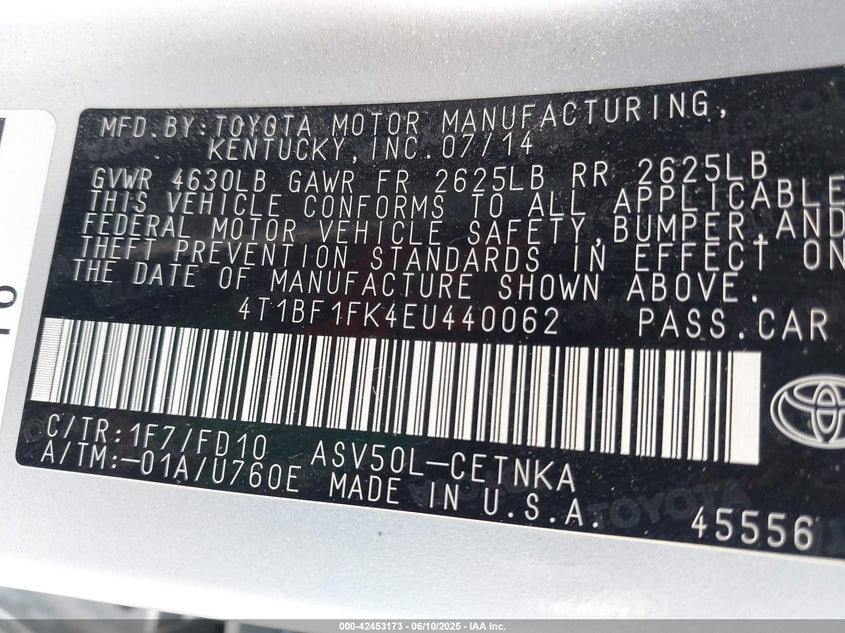 MFD.BY:TOYOTA MOTOR MANUFACTURING,
KENTUCKY,INC.07/14
GVWR 4630LB GAWR FR 2625LB RR 2625LB
THIS VEHICLE CONFORMS TO ALL APPLICABLE
FEDERAL MOTOR VEHICLE SAFETY,BUMPER,AND
THEFT PREVENTION STANDARDS IN EFFECT ON
THE DATE OF MANUFACTURE SHOWN ABOVE.
4T1BF1FK4EU440062 PASS.CAR
C/TR:1F7/FD10 ASV50L-CETNKA
A/TM:-01A/U760E MADE IN U.S.A.
45556
TOYOTA
000-42453173 - 06/10/2025 - IAA Inc.